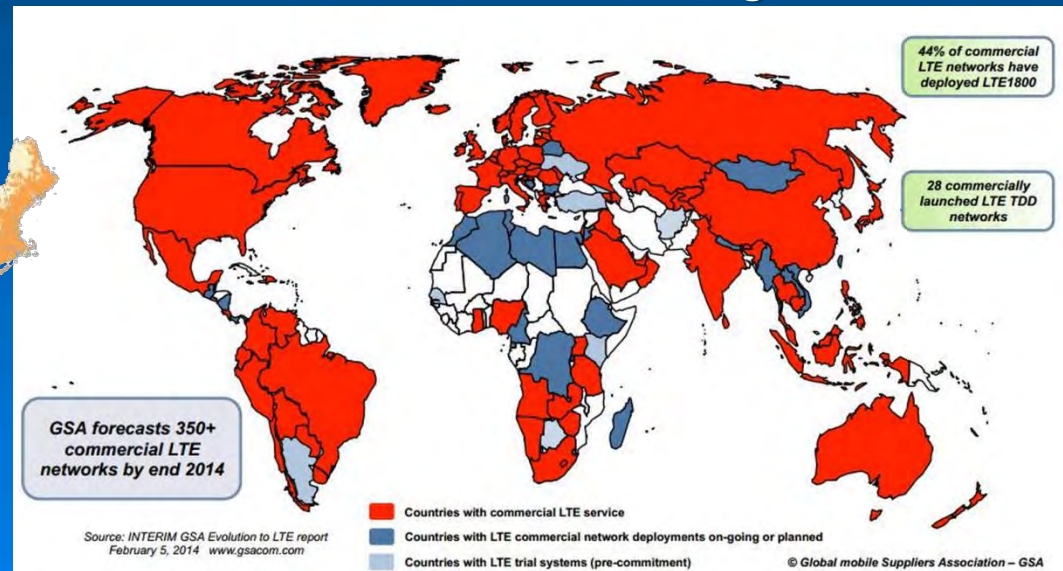 44% of commercial
LTE networks have
deployed LTE1800
28 commercially
launched LTE TDD
networks
GSA forecasts 350+
commercial LTE
networks by end 2014
Countries with commercial LTE service
Source: INTERIM GSA Evolution to LTE report
February 5, 2014 www.gsacom.com
Countries with LTE commercial network deployments on-going or planned
Countries with LTE trial systems (pre-commitment)
© Global mobile Suppliers Association – GSA